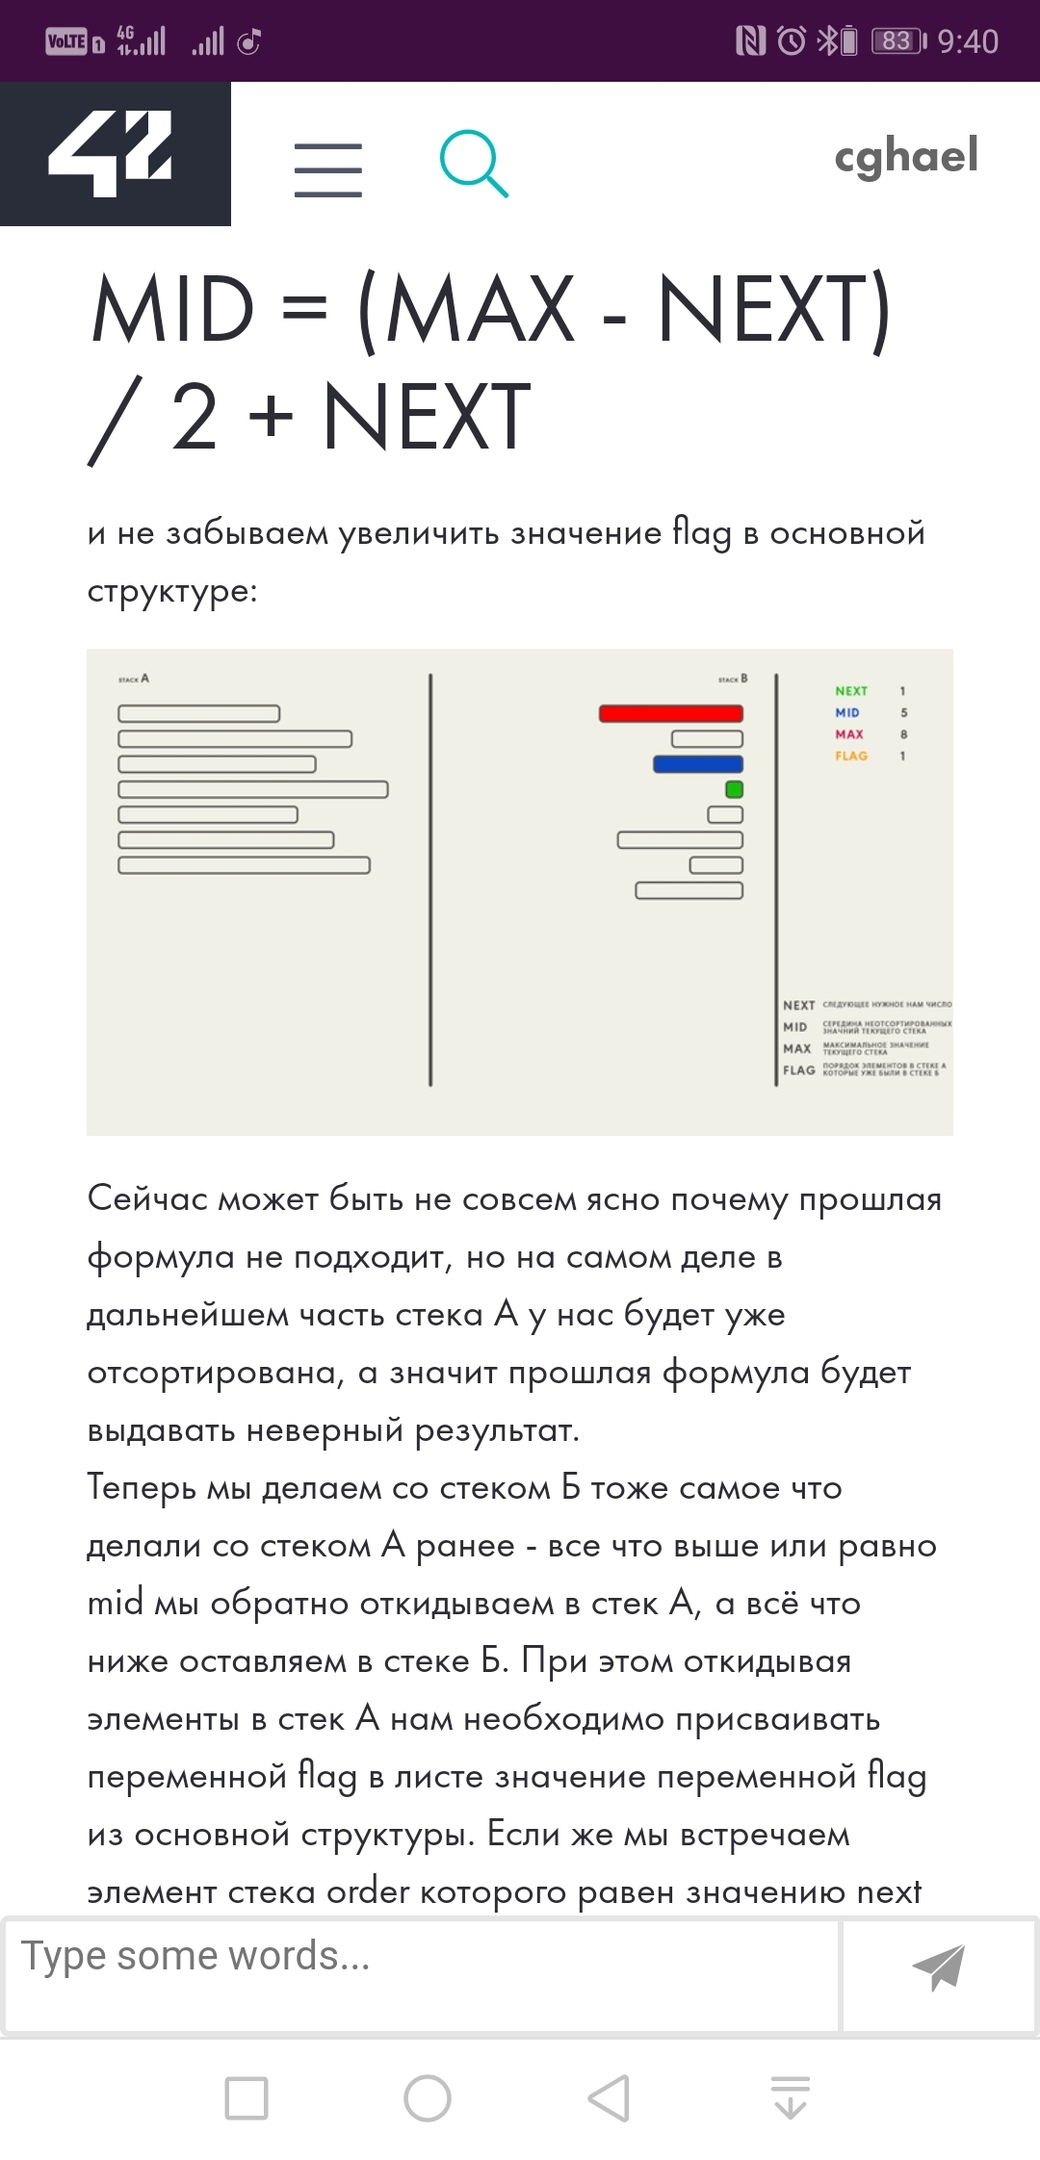 VoLTE 1 4G 83 9:40
42 cghael
MID = (MAX - NEXT)
/ 2 + NEXT
и не забываем увеличить значение flag в основной
структуре:
STACK A STACK B
NEXT 1
MID 5
MAX 8
FLAG 1
NEXT СЛЕДУЮЩЕЕ НУЖНОЕ НАМ ЧИСЛО
MID СЕРЕДИНА НЕОТСОРТИРОВАННЫХ
ЗНАЧНИЙ ТЕКУЩЕГО СТЕКА
MAX МАКСИМАЛЬНОЕ ЗНАЧЕНИЕ
ТЕКУЩЕГО СТЕКА
FLAG ПОРЯДОК ЭЛЕМЕНТОВ В СТЕКЕ А
КОТОРЫЕ УЖЕ БЫЛИ В СТЕКЕ Б
Сейчас может быть не совсем ясно почему прошлая
формула не подходит, но на самом деле в
дальнейшем часть стека А у нас будет уже
отсортирована, а значит прошлая формула будет
выдавать неверный результат.
Теперь мы делаем со стеком Б тоже самое что
делали со стеком А ранее - все что выше или равно
mid мы обратно откидываем в стек А, а всё что
ниже оставляем в стеке Б. При этом откидывая
элементы в стек А нам необходимо присваивать
переменной flag в листе значение переменной flag
из основной структуры. Если же мы встречаем
элемент стека order которого равен значению next
Type some words...